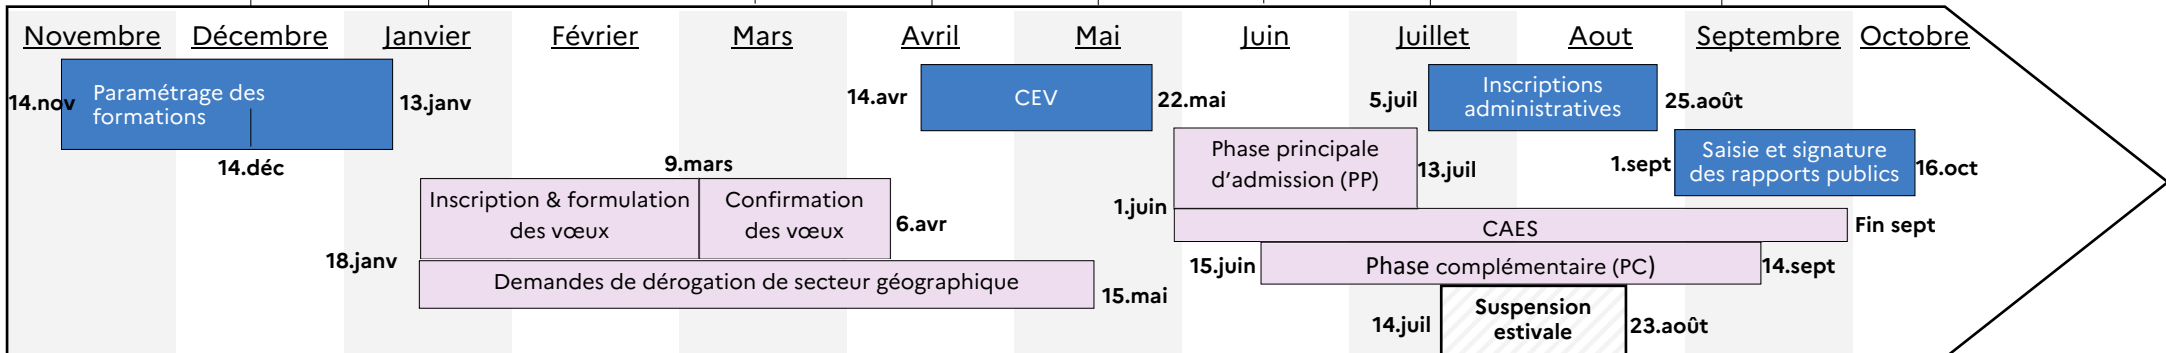 Novembre Décembre Janvier Février Mars Avril Mai Juin Juillet Aout Septembre Octobre
14.nov
Paramétrage des
formations
13.janv
14.déc
14.avr
CEV
22.mai
5.juil
Inscriptions
administratives
25.août
9.mars
Inscription & formulation
des vœux
Confirmation
des vœux
6.avr
18.janv
Demandes de dérogation de secteur géographique
15.mai
Phase principale
d'admission (PP)
13.juil
1.sept
Saisie et signature
des rapports publics
16.oct
1.juin
CAES
Fin sept
15.juin
Phase complémentaire (PC)
14.sept
14.juil
Suspension
estivale
23.août